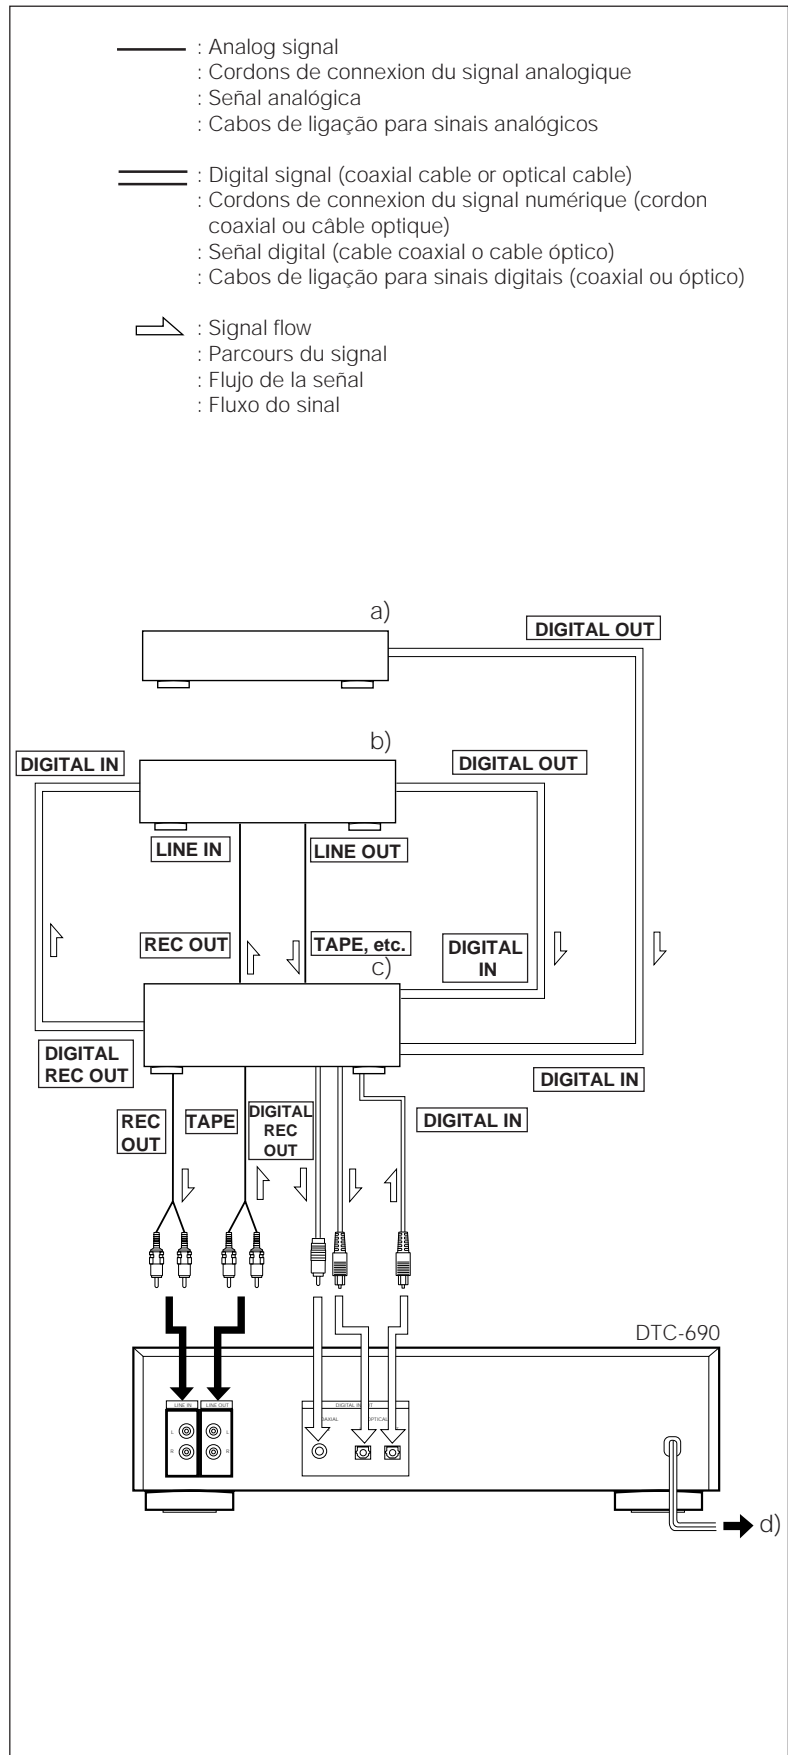 : Analog signal
: Cordons de connexion du signal analogique
: Señal analógica
: Cabos de ligação para sinais analógicos
: Digital signal (coaxial cable or optical cable)
: Cordons de connexion du signal numérique (cordon
coaxial ou câble optique)
: Señal digital (cable coaxial o cable óptico)
: Cabos de ligação para sinais digitais (coaxial ou óptico)
: Signal flow
: Parcours du signal
: Flujo de la señal
: Fluxo do sinal
a)
DIGITAL OUT
b)
DIGITAL IN
DIGITAL OUT
LINE IN
LINE OUT
REC OUT
TAPE, etc.
DIGITAL
IN
c)
DIGITAL
REC OUT
DIGITAL IN
REC
OUT
TAPE
DIGITAL
REC
OUT
DIGITAL IN
DTC-690
LINE IN
LINE OUT
DIGITAL IN
OPTICAL
L
L
R
R
d)